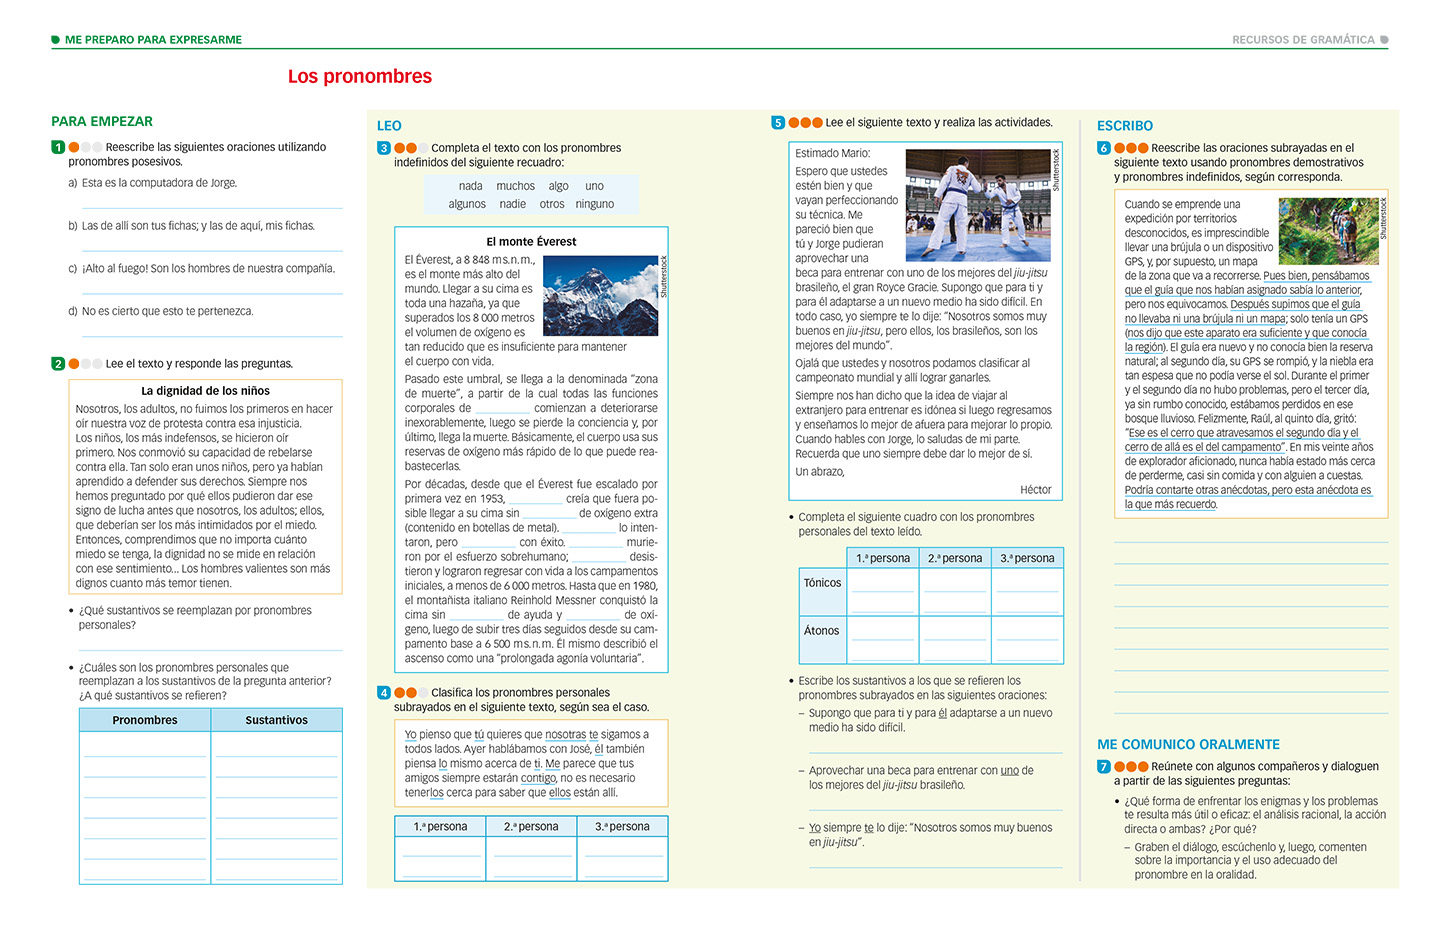 ME PREPARO PARA EXPRESARME
RECURSOS DE GRAMÁTICA
Los pronombres
PARA EMPEZAR
1 Reescribe las siguientes oraciones utilizando
pronombres posesivos.
a) Esta es la computadora de Jorge.
b) Las de allí son tus fichas; y las de aquí, mis fichas.
c) ¡Alto al fuego! Son los hombres de nuestra compañía.
d) No es cierto que esto te pertenezca.
2 Lee el texto y responde las preguntas.
La dignidad de los niños
Nosotros, los adultos, no fuimos los primeros en hacer
oír nuestra voz de protesta contra esa injusticia.
Los niños, los más indefensos, se hicieron oír
primero. Nos conmovió su capacidad de rebelarse
contra ella. Tan solo eran unos niños, pero ya habían
aprendido a defender sus derechos. Siempre nos
hemos preguntado por qué ellos pudieron dar ese
signo de lucha antes que nosotros, los adultos; ellos,
que deberían ser los más intimidados por el miedo.
Entonces, comprendimos que no importa cuánto
miedo se tenga, la dignidad no se mide en relación
con ese sentimiento... Los hombres valientes son más
dignos cuanto más temor tienen.
• ¿Qué sustantivos se reemplazan por pronombres
personales?
• ¿Cuáles son los pronombres personales que
reemplazan a los sustantivos de la pregunta anterior?
¿A qué sustantivos se refieren?
Pronombres Sustantivos
LEO
3 Completa el texto con los pronombres
indefinidos del siguiente recuadro:
nada muchos algo uno
algunos nadie otros ninguno
El monte Éverest
El Éverest, a 8 848 m s. n. m.,
es el monte más alto del
mundo. Llegar a su cima es
toda una hazaña, ya que
superados los 8 000 metros
el volumen de oxígeno es
tan reducido que es insuficiente para mantener
el cuerpo con vida.
Shutterstock
Pasado este umbral, se llega a la denominada "zona
de muerte", a partir de la cual todas las funciones
corporales de ________ comienzan a deteriorarse
inexorablemente, luego se pierde la conciencia y, por
último, llega la muerte. Básicamente, el cuerpo usa sus
reservas de oxígeno más rápido de lo que puede rea-
bastecerlas.
Por décadas, desde que el Éverest fue escalado por
primera vez en 1953, ________ creía que fuera po-
sible llegar a su cima sin ________ de oxígeno extra
(contenido en botellas de metal). ________ lo inten-
taron, pero ________ con éxito. ________ murie-
ron por el esfuerzo sobrehumano; ________ desis-
tieron y lograron regresar con vida a los campamentos
iniciales, a menos de 6 000 metros. Hasta que en 1980,
el montañista italiano Reinhold Messner conquistó la
cima sin ________ de ayuda y ________ de oxí-
geno, luego de subir tres días seguidos desde su cam-
pamento base a 6 500 m s. n. m. Él mismo describió el
ascenso como una "prolongada agonía voluntaria".
4 Clasifica los pronombres personales
subrayados en el siguiente texto, según sea el caso.
Yo pienso que tú quieres que nosotras te sigamos a
todos lados. Ayer hablábamos con José, él también
piensa lo mismo acerca de ti. Me parece que tus
amigos siempre estarán contigo, no es necesario
tenerlos cerca para saber que ellos están allí.
1.ª persona 2.ª persona 3.ª persona
5 Lee el siguiente texto y realiza las actividades.
Estimado Mario:
Espero que ustedes
estén bien y que
vayan perfeccionando
su técnica. Me
pareció bien que
tú y Jorge pudieran
aprovechar una
beca para entrenar con uno de los mejores del jiu-jitsu
brasileño, el gran Royce Gracie. Supongo que para ti y
para él adaptarse a un nuevo medio ha sido difícil. En
todo caso, yo siempre te lo dije: "Nosotros somos muy
buenos en jiu-jitsu, pero ellos, los brasileños, son los
mejores del mundo".
Shutterstock
Ojalá que ustedes y nosotros podamos clasificar al
campeonato mundial y allí lograr ganarles.
Siempre nos han dicho que la idea de viajar al
extranjero para entrenar es idónea si luego regresamos
y enseñamos lo mejor de afuera para mejorar lo propio.
Cuando hables con Jorge, lo saludas de mi parte.
Recuerda que uno siempre debe dar lo mejor de sí.
Un abrazo,
Héctor
• Completa el siguiente cuadro con los pronombres
personales del texto leído.
1.ª persona 2.ª persona 3.ª persona
Tónicos
Átonos
• Escribe los sustantivos a los que se refieren los
pronombres subrayados en las siguientes oraciones:
– Supongo que para ti y para él adaptarse a un nuevo
medio ha sido difícil.
– Aprovechar una beca para entrenar con uno de
los mejores del jiu-jitsu brasileño.
– Yo siempre te lo dije: "Nosotros somos muy buenos
en jiu-jitsu".
ESCRIBO
6 Reescribe las oraciones subrayadas en el
siguiente texto usando pronombres demostrativos
y pronombres indefinidos, según corresponda.
Cuando se emprende una
expedición por territorios
desconocidos, es imprescindible
llevar una brújula o un dispositivo
GPS, y, por supuesto, un mapa
de la zona que va a recorrerse. Pues bien, pensábamos
que el guía que nos habían asignado sabía lo anterior,
pero nos equivocamos. Después supimos que el guía
no llevaba ni una brújula ni un mapa; solo tenía un GPS
(nos dijo que este aparato era suficiente y que conocía
la región). El guía era nuevo y no conocía bien la reserva
natural; al segundo día, su GPS se rompió, y la niebla era
tan espesa que no podía verse el sol. Durante el primer
y el segundo día no hubo problemas, pero el tercer día,
ya sin rumbo conocido, estábamos perdidos en ese
bosque lluvioso. Felizmente, Raúl, al quinto día, gritó:
"Ese es el cerro que atravesamos el segundo día y el
cerro de allá es el del campamento". En mis veinte años
de explorador aficionado, nunca había estado más cerca
de perderme, casi sin comida y con alguien a cuestas.
Podría contarte otras anécdotas, pero esta anécdota es
la que más recuerdo.
Shutterstock
ME COMUNICO ORALMENTE
7 Reúnete con algunos compañeros y dialoguen
a partir de las siguientes preguntas:
• ¿Qué forma de enfrentar los enigmas y los problemas
te resulta más útil o eficaz: el análisis racional, la acción
directa o ambas? ¿Por qué?
– Graben el diálogo, escúchenlo y, luego, comenten
sobre la importancia y el uso adecuado del
pronombre en la oralidad.